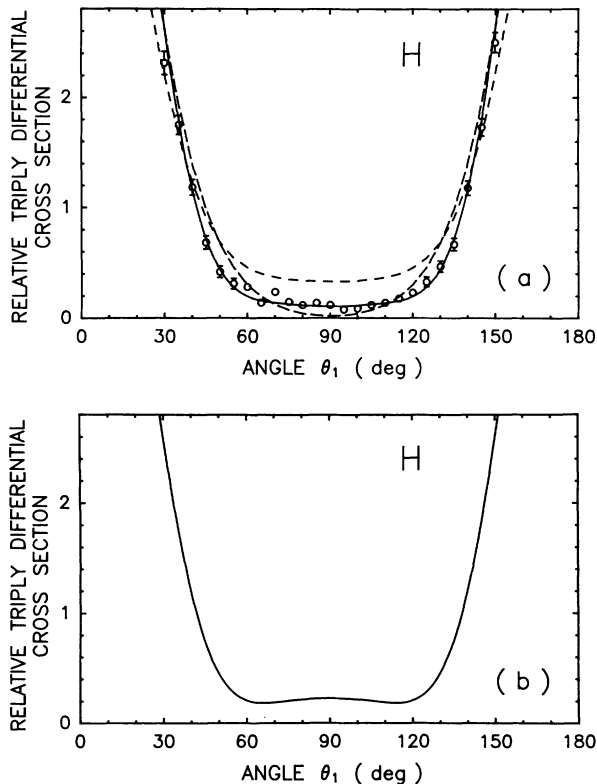 RELATIVE TRIPLY DIFFERENTIAL
CROSS SECTION
2
1
0
H
( a )
0 30 60 90 120 150 180
ANGLE θ₁ ( deg )
RELATIVE TRIPLY DIFFERENTIAL
CROSS SECTION
2
1
0
H
( b )
0 30 60 90 120 150 180
ANGLE θ₁ ( deg )